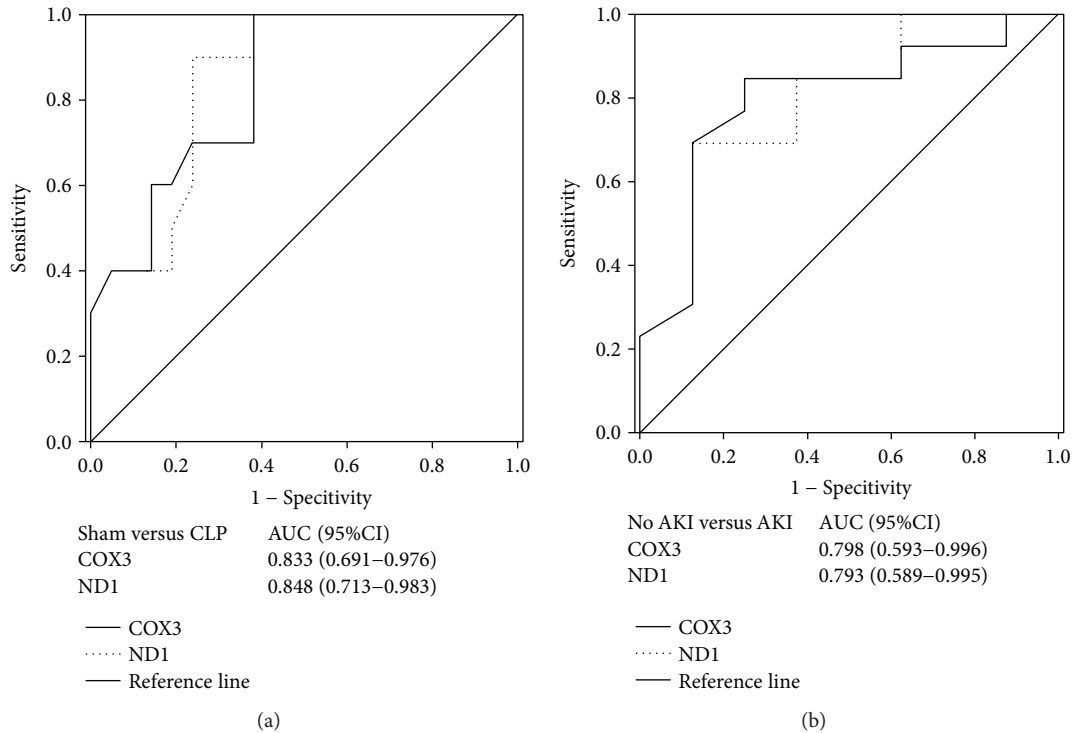 1.0
0.8
0.6
0.4
0.2
0.0
Sensitivity
0.0 0.2 0.4 0.6 0.8 1.0
1 − Specitivity
Sham versus CLP AUC (95%CI)
COX3 0.833 (0.691−0.976)
ND1 0.848 (0.713−0.983)
COX3
ND1
Reference line
(a)
1.0
0.8
0.6
0.4
0.2
0.0
Sensitivity
0.0 0.2 0.4 0.6 0.8 1.0
1 − Specitivity
No AKI versus AKI AUC (95%CI)
COX3 0.798 (0.593−0.996)
ND1 0.793 (0.589−0.995)
COX3
ND1
Reference line
(b)